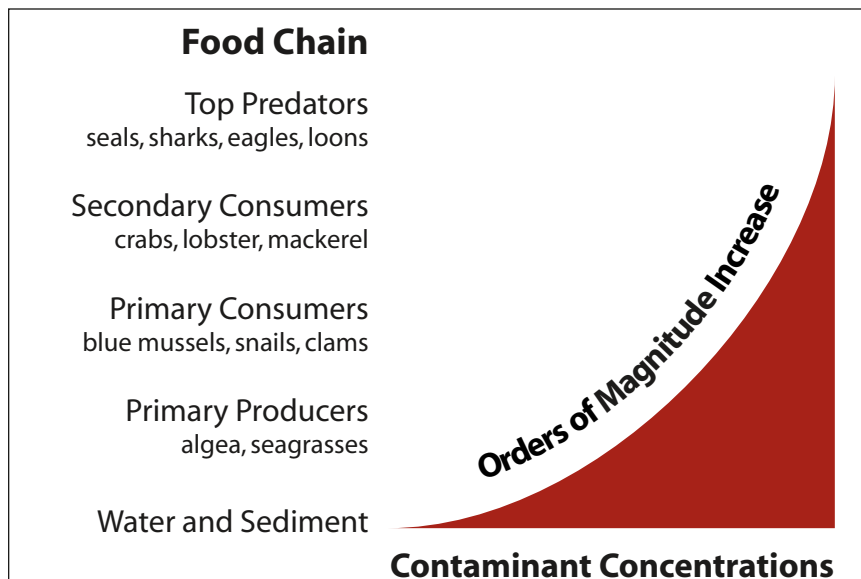 Food Chain
Top Predators
seals, sharks, eagles, loons
Secondary Consumers
crabs, lobster, mackerel
Primary Consumers
blue mussels, snails, clams
Primary Producers
algea, seagrasses
Water and Sediment
Orders of Magnitude Increase
Contaminant Concentrations